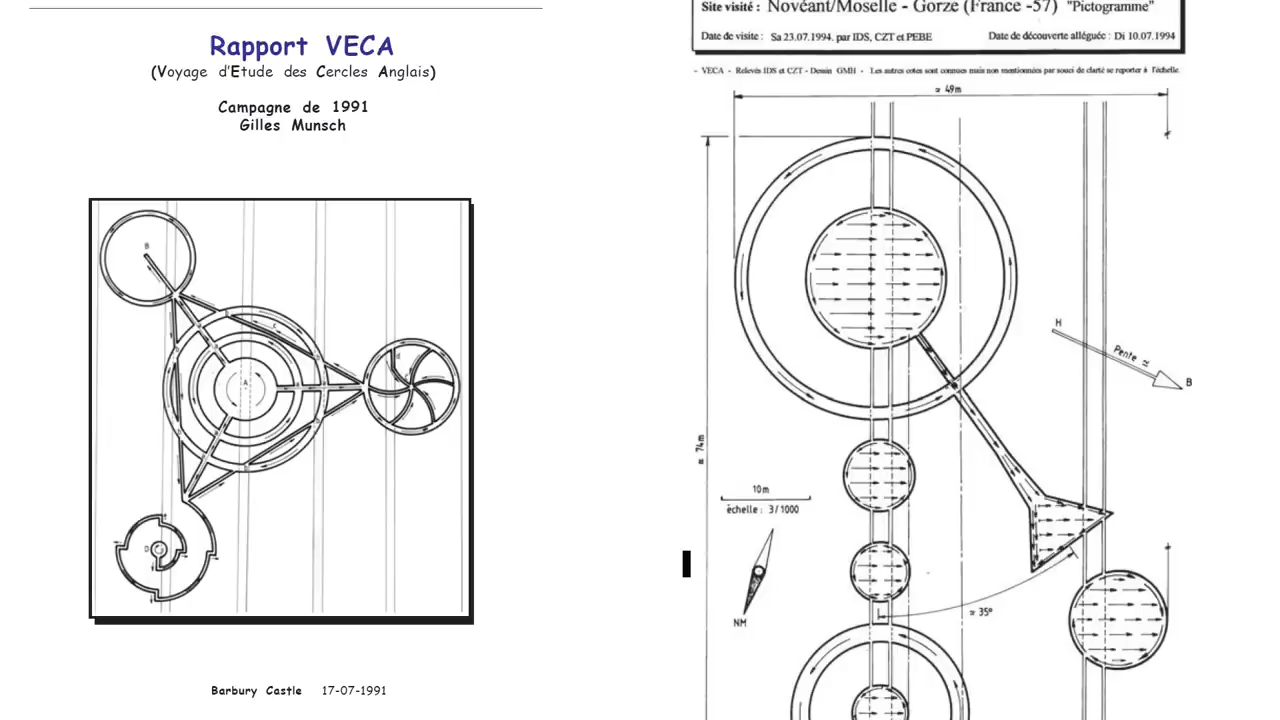 Rapport VECA
(Voyage d'Etude des Cercles Anglais)
Campagne de 1991
Gilles Munsch
B
C
d
A
D
Barbury Castle 17-07-1991
Site visité : Novéant/Moselle - Gorze (France -57) "Pictogramme"
Date de visite : Sa 23.07.1994, par IDS, CZT et PEBE Date de découverte alléguée : Di 10.07.1994
- VECA - Relevés IDS et CZT - Dessin GMH - Les autres cotes sont connues mais non mentionnées par souci de clarté se reporter à l'échelle.
≃ 49m
H
Pente ≃
B
≃ 74m
10m
échelle : 3/1000
NM
≃ 35°